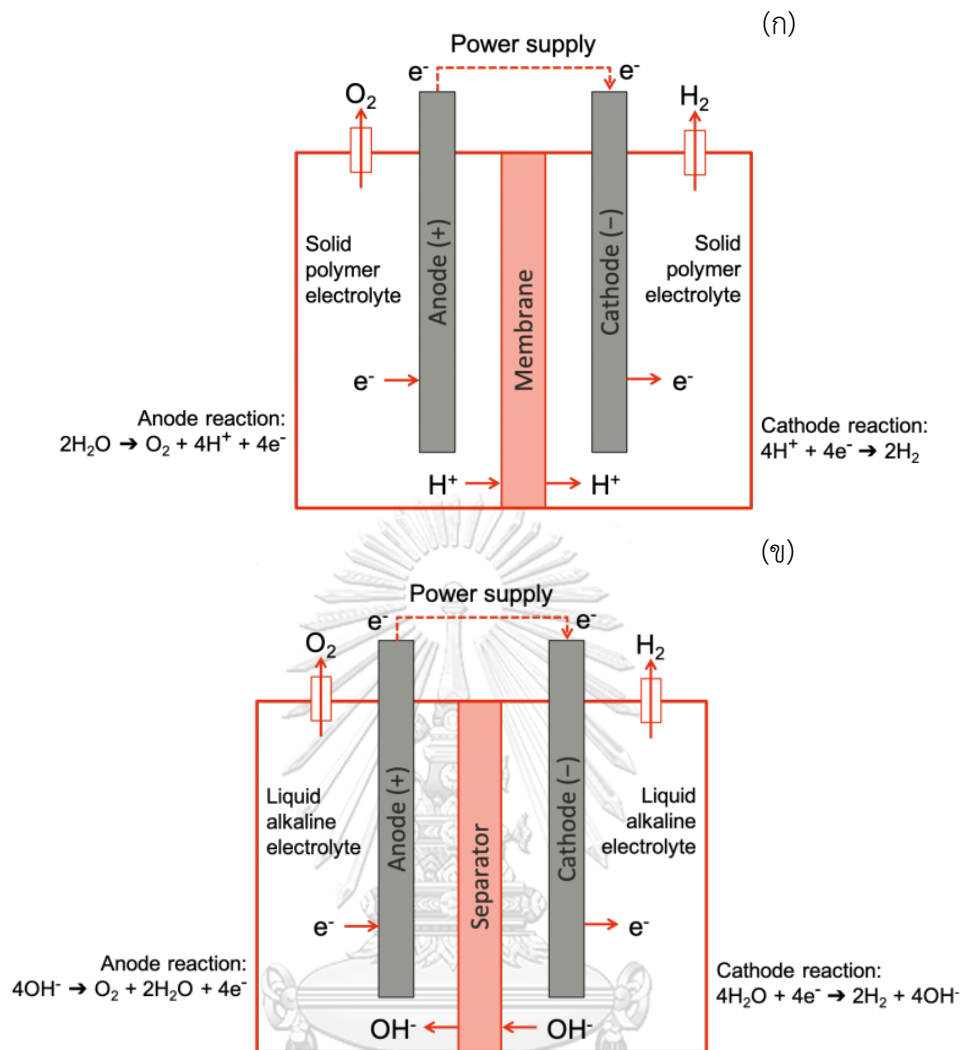 (ก)
Power supply
e⁻ e⁻
O₂ H₂
Solid
polymer
electrolyte
Anode (+)
Membrane
Cathode (−)
Solid
polymer
electrolyte
e⁻ e⁻
Anode reaction:
2H₂O → O₂ + 4H⁺ + 4e⁻
Cathode reaction:
4H⁺ + 4e⁻ → 2H₂
H⁺ → → H⁺
(ข)
Power supply
e⁻ e⁻
O₂ H₂
Liquid
alkaline
electrolyte
Anode (+)
Separator
Cathode (−)
Liquid
alkaline
electrolyte
e⁻ e⁻
Anode reaction:
4OH⁻ → O₂ + 2H₂O + 4e⁻
Cathode reaction:
4H₂O + 4e⁻ → 2H₂ + 4OH⁻
OH⁻ ← ← OH⁻